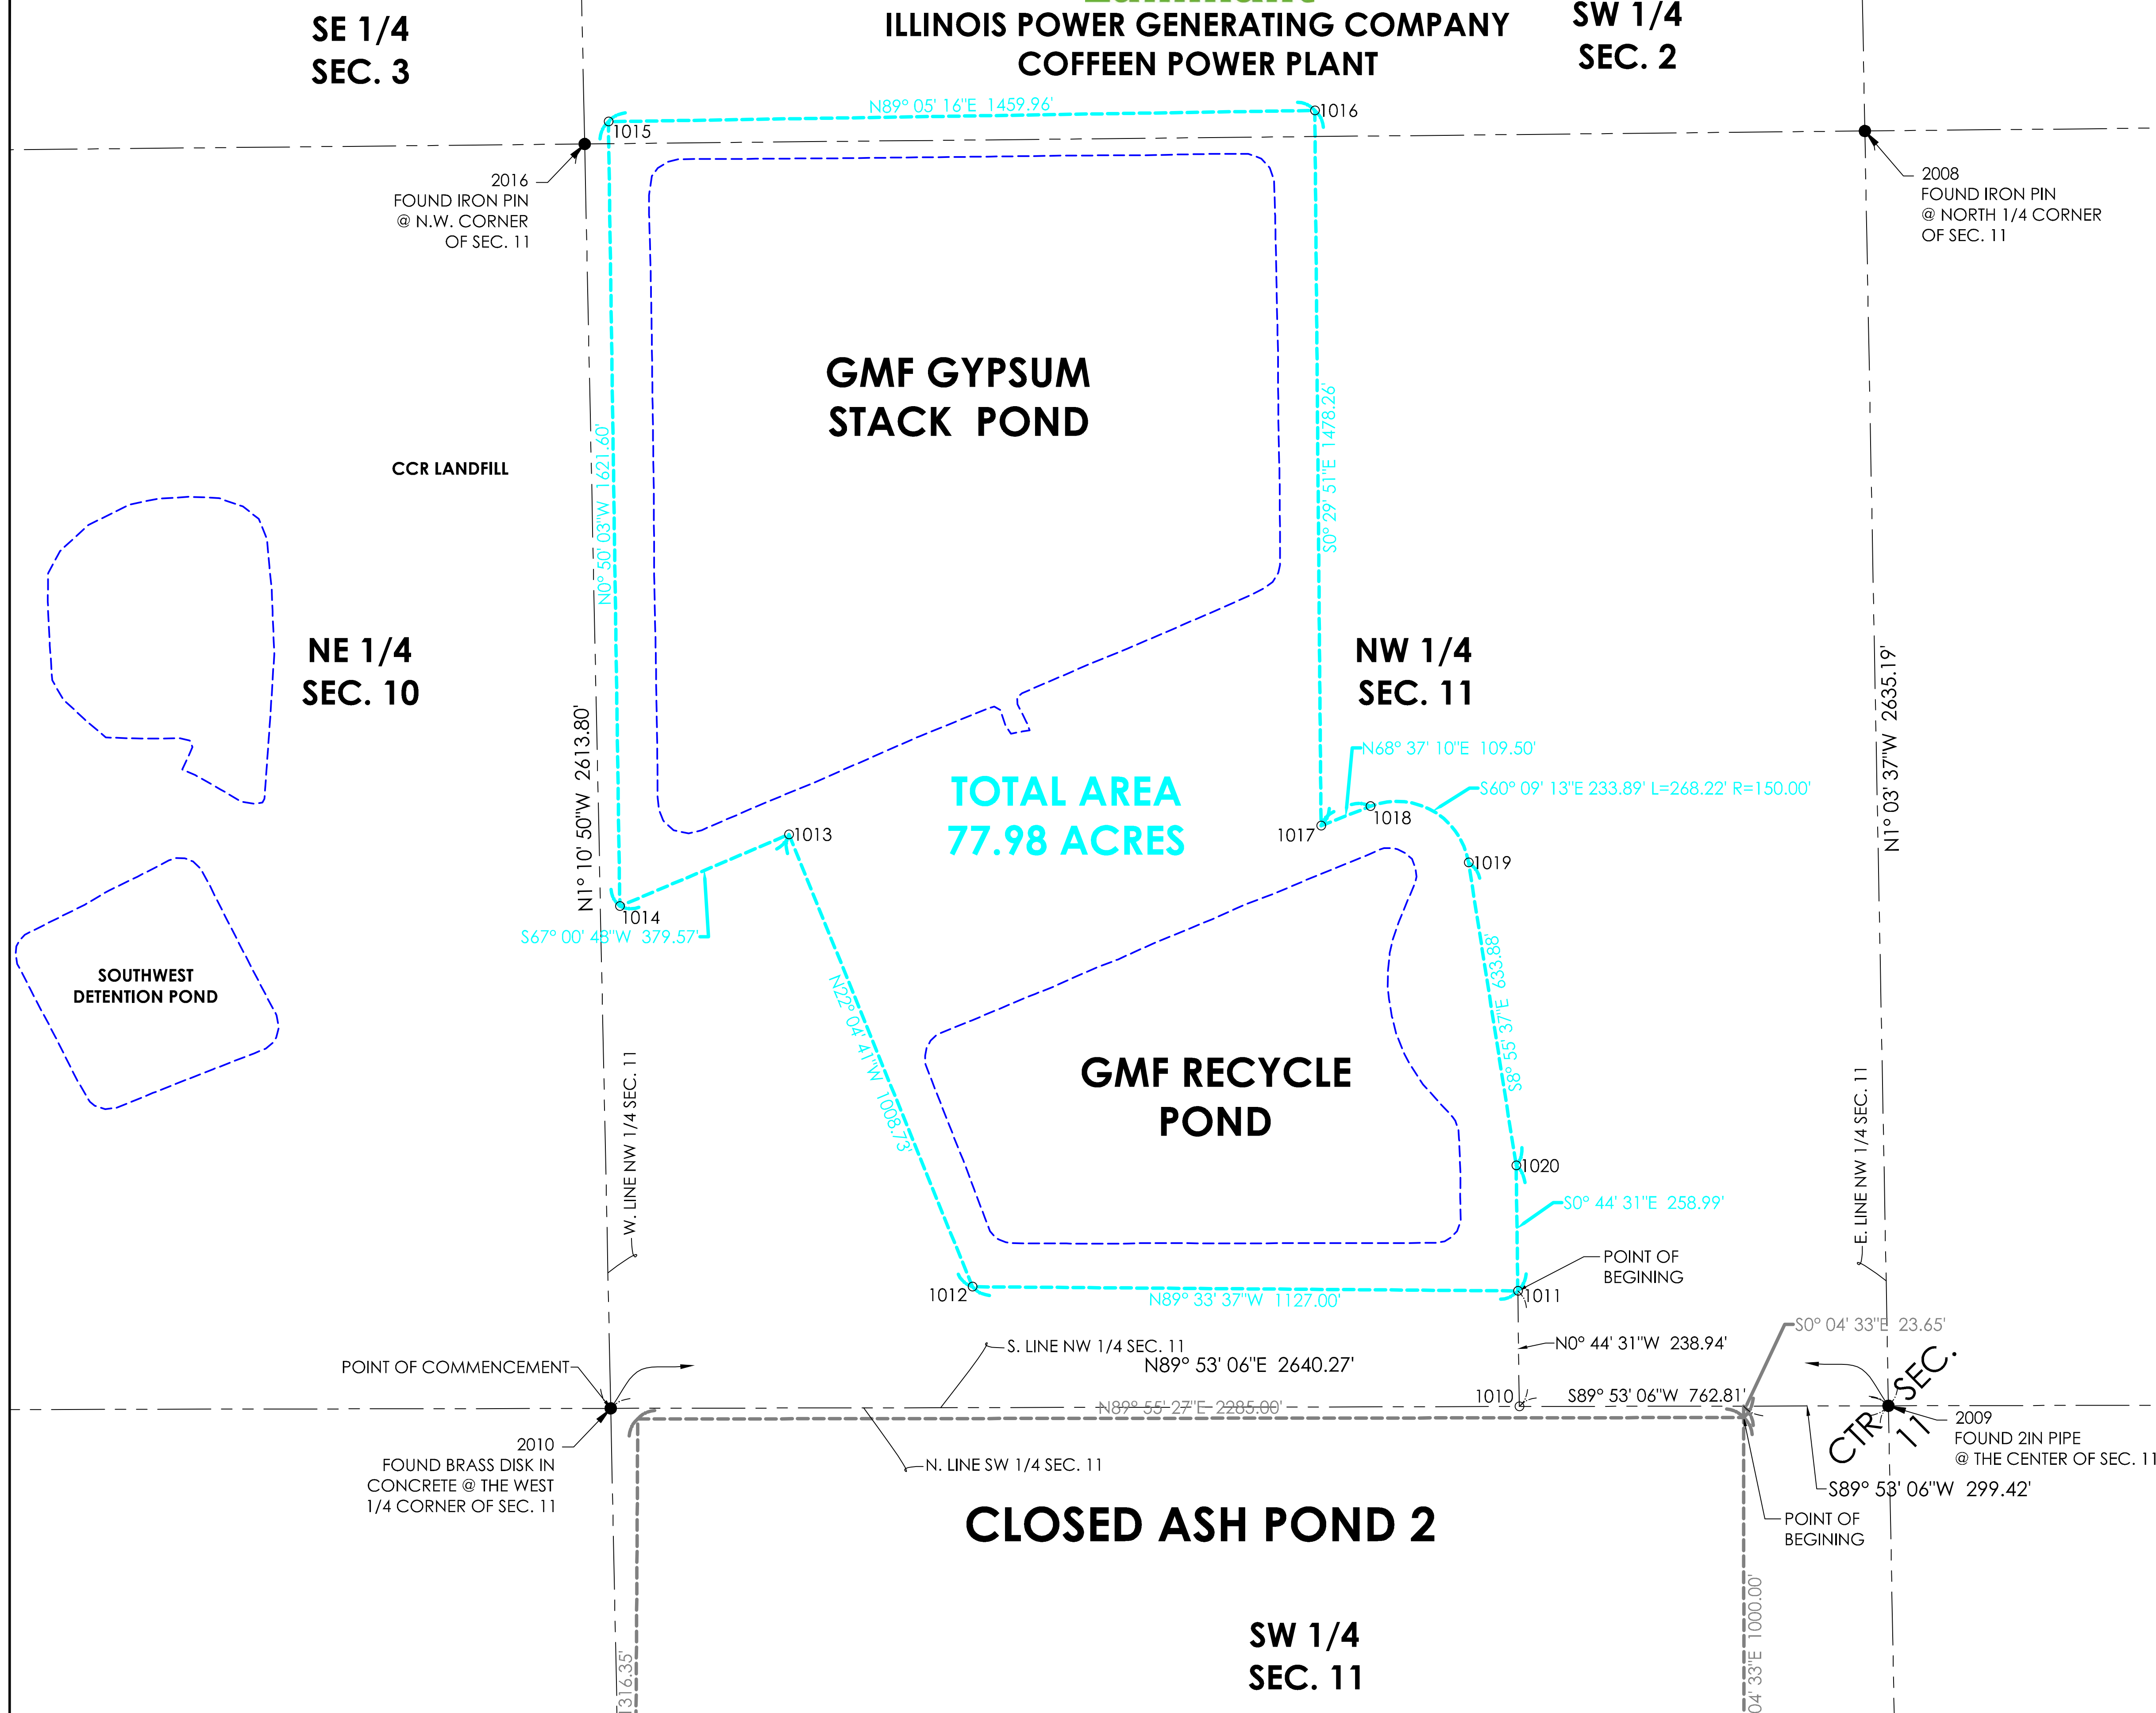 SE 1/4
SEC. 3
ILLINOIS POWER GENERATING COMPANY
COFFEEN POWER PLANT
SW 1/4
SEC. 2
N89° 05' 16"E 1459.96'
1015
1016
2016
FOUND IRON PIN
@ N.W. CORNER
OF SEC. 11
2008
FOUND IRON PIN
@ NORTH 1/4 CORNER
OF SEC. 11
GMF GYPSUM
STACK POND
CCR LANDFILL
N0° 50' 03"W 1621.60'
S0° 29' 51"E 1478.26'
NE 1/4
SEC. 10
NW 1/4
SEC. 11
N1° 10' 50"W 2613.80'
N1° 03' 37"W 2635.19'
N68° 37' 10"E 109.50'
S60° 09' 13"E 233.89' L=268.22' R=150.00'
TOTAL AREA
77.98 ACRES
1013
1017
1018
1019
1014
S67° 00' 48"W 379.57'
SOUTHWEST
DETENTION POND
N22° 04' 41"W 1008.73'
S8° 55' 37"E 633.88'
GMF RECYCLE
POND
W. LINE NW 1/4 SEC. 11
E. LINE NW 1/4 SEC. 11
1020
S0° 44' 31"E 258.99'
POINT OF
BEGINING
1012
N89° 33' 37"W 1127.00'
1011
S0° 04' 33"E 23.65'
N0° 44' 31"W 238.94'
S. LINE NW 1/4 SEC. 11
N89° 53' 06"E 2640.27'
POINT OF COMMENCEMENT
1010
S89° 53' 06"W 762.81'
N89° 55' 27"E 2285.00'
CTR SEC.
11
2010
FOUND BRASS DISK IN
CONCRETE @ THE WEST
1/4 CORNER OF SEC. 11
N. LINE SW 1/4 SEC. 11
2009
FOUND 2IN PIPE
@ THE CENTER OF SEC. 11
S89° 53' 06"W 299.42'
POINT OF
BEGINING
CLOSED ASH POND 2
SW 1/4
SEC. 11
1316.35'
04' 33"E 1000.00'